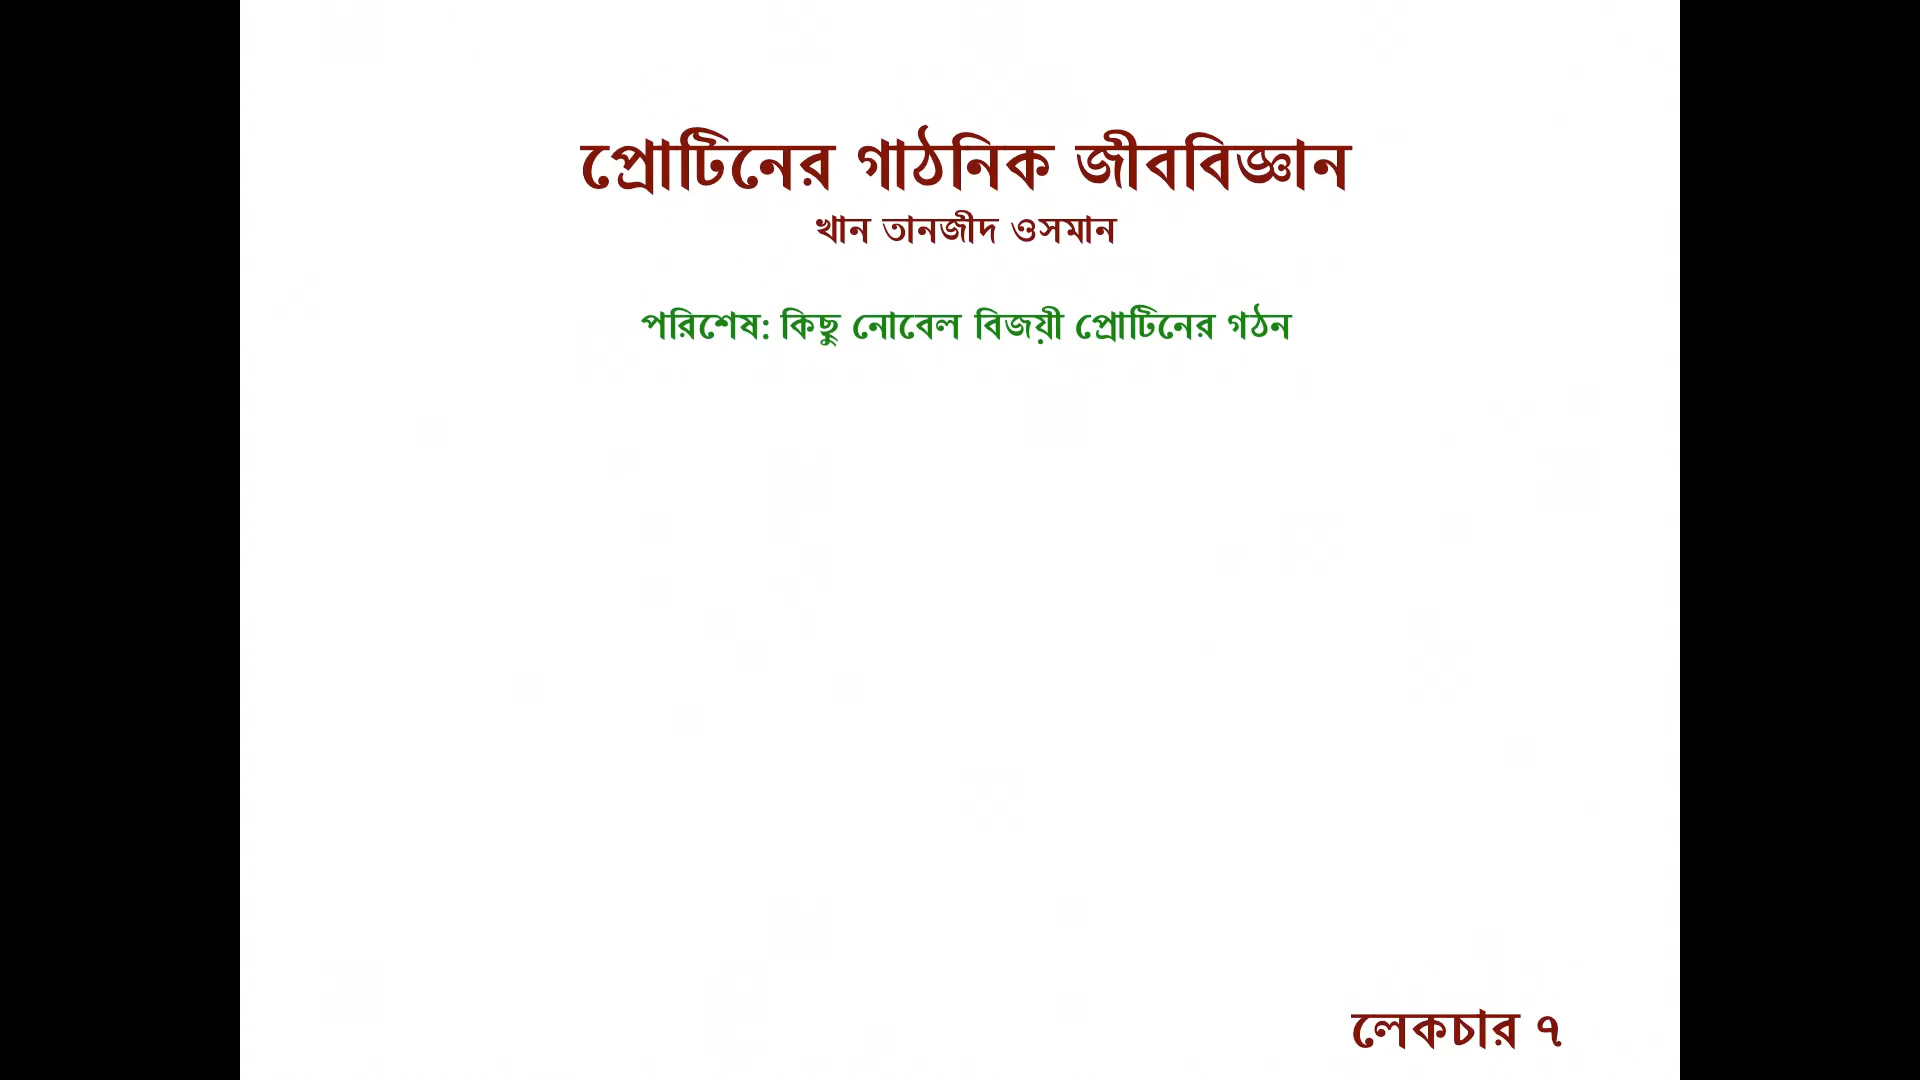 প্রোটিনের গাঠনিক জীববিজ্ঞান
খান তানজীদ ওসমান
পরিশেষ: কিছু নোবেল বিজয়ী প্রোটিনের গঠন
লেকচার ৭